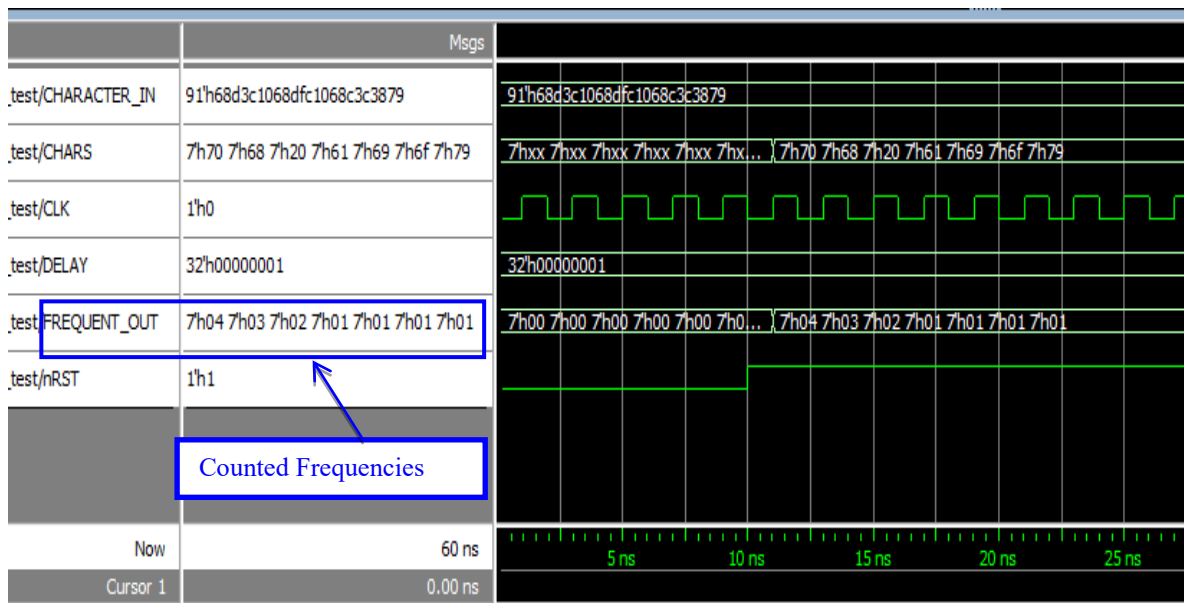 Msgs
_test/CHARACTER_IN 91'h68d3c1068dfc1068c3c3879 91'h68d3c1068dfc1068c3c3879
_test/CHARS 7'h70 7'h68 7'h20 7'h61 7'h69 7'h6f 7'h79 7'hxx 7'hxx 7'hxx 7'hxx 7'hxx 7'hx... 7'h70 7'h68 7'h20 7'h61 7'h69 7'h6f 7'h79
_test/CLK 1'h0
_test/DELAY 32'h00000001 32'h00000001
_test/FREQUENT_OUT 7'h04 7'h03 7'h02 7'h01 7'h01 7'h01 7'h01 7'h00 7'h00 7'h00 7'h00 7'h00 7'h0... 7'h04 7'h03 7'h02 7'h01 7'h01 7'h01 7'h01
_test/nRST 1'h1
Counted Frequencies
Now 60 ns 5 ns 10 ns 15 ns 20 ns 25 ns
Cursor 1 0.00 ns